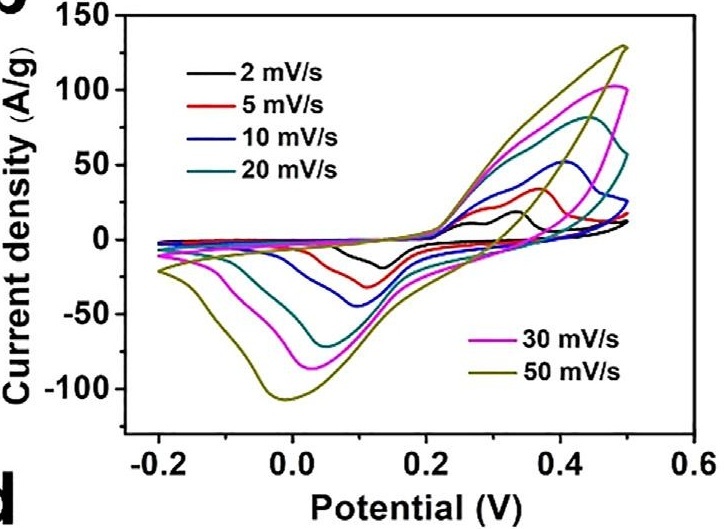 150
100
50
0
-50
-100
Current density (A/g)
2 mV/s
5 mV/s
10 mV/s
20 mV/s
30 mV/s
50 mV/s
-0.2 0.0 0.2 0.4 0.6
Potential (V)
d